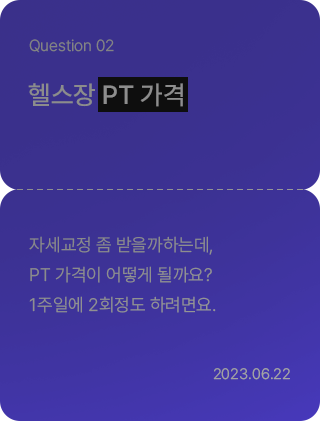 Question 02
헬스장 PT 가격
자세교정 좀 받을까하는데,
PT 가격이 어떻게 될까요?
1주일에 2회정도 하려면요.
2023.06.22